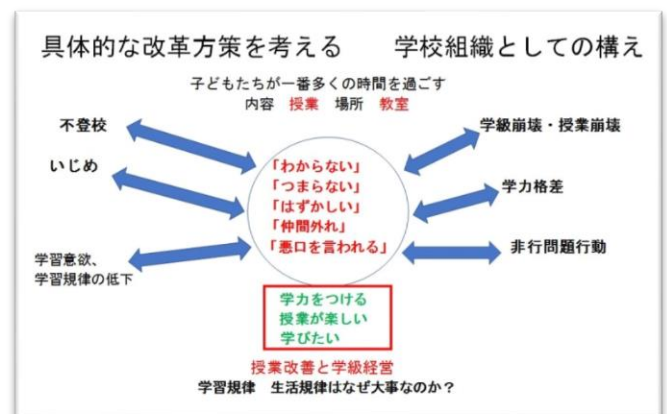 具体的な改革方策を考える　　学校組織としての構え
子どもたちが一番多くの時間を過ごす
内容　授業　場所　教室
不登校
いじめ
学習意欲、
学習規律の低下
「わからない」
「つまらない」
「はずかしい」
「仲間外れ」
「悪口を言われる」
学級崩壊・授業崩壊
学力格差
非行問題行動
学力をつける
授業が楽しい
学びたい
授業改善と学級経営
学習規律　生活規律はなぜ大事なのか？